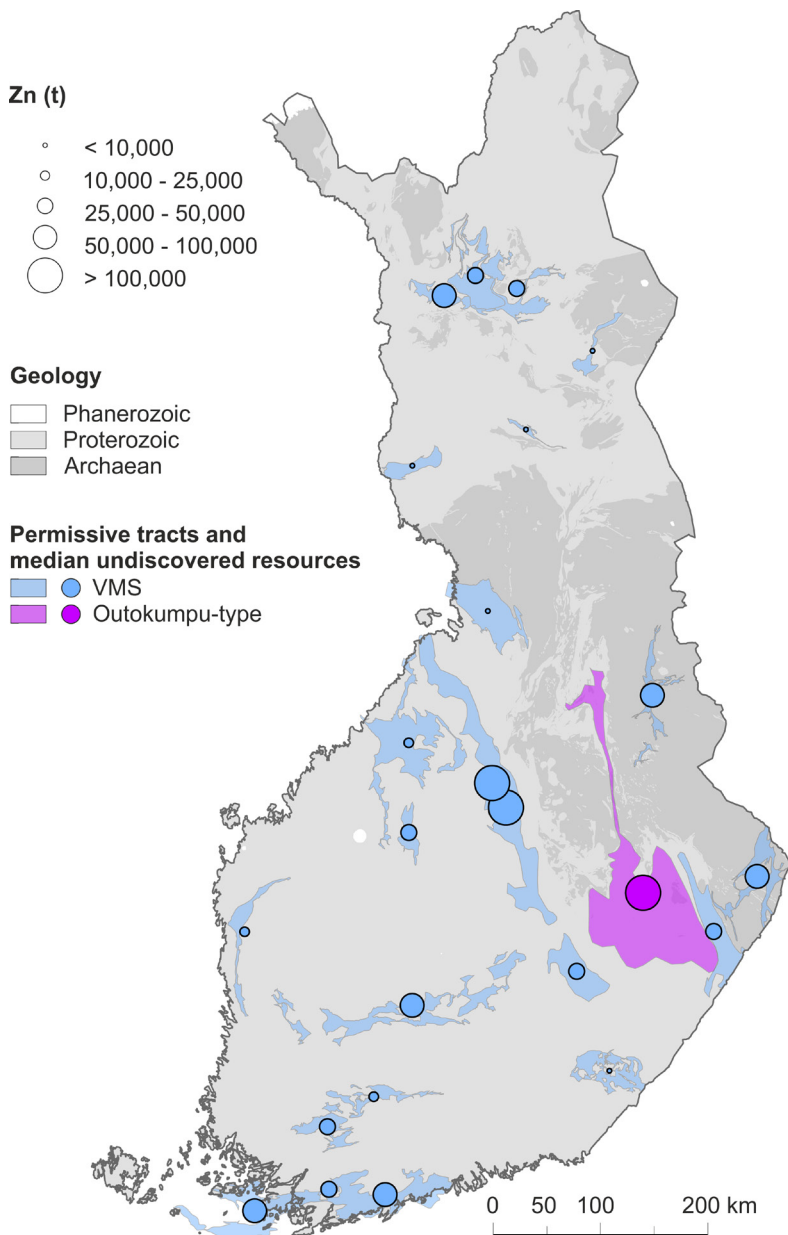 Zn (t)
< 10,000
10,000 - 25,000
25,000 - 50,000
50,000 - 100,000
> 100,000
Geology
Phanerozoic
Proterozoic
Archaean
Permissive tracts and
median undiscovered resources
VMS
Outokumpu-type
0 50 100 200 km